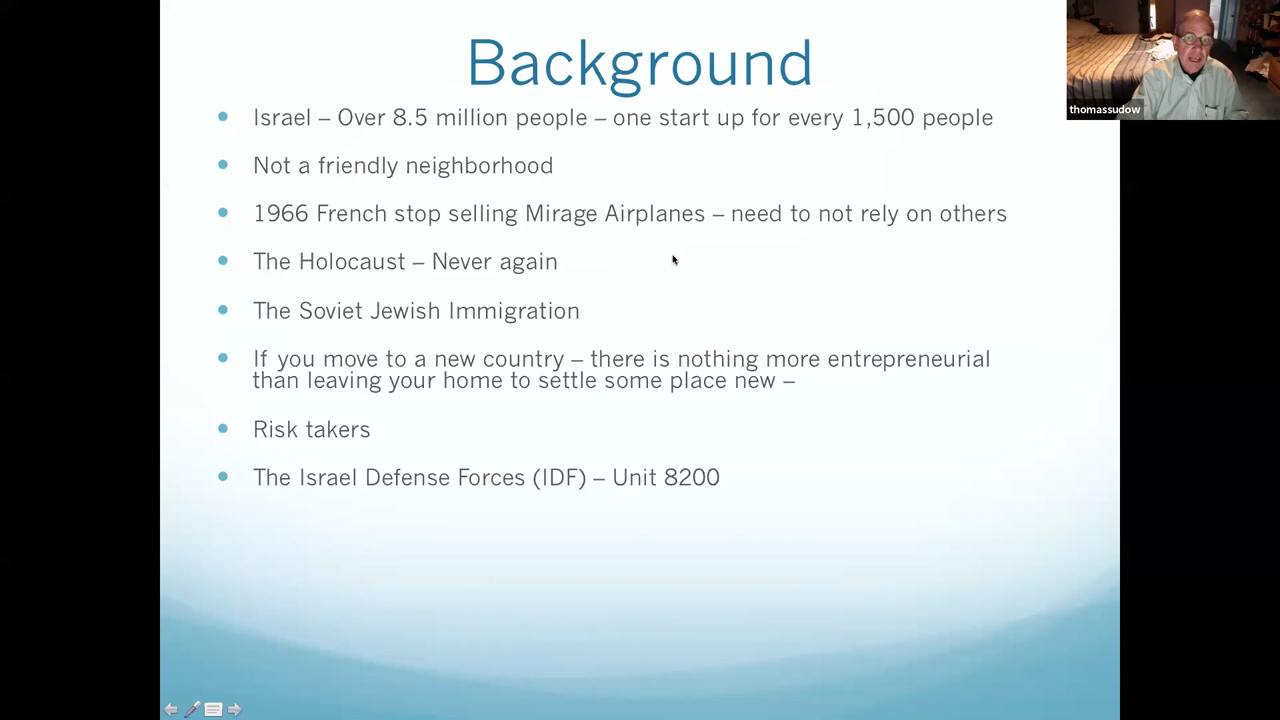 Background
• Israel – Over 8.5 million people – one start up for every 1,500 people
• Not a friendly neighborhood
• 1966 French stop selling Mirage Airplanes – need to not rely on others
• The Holocaust – Never again
• The Soviet Jewish Immigration
• If you move to a new country – there is nothing more entrepreneurial
than leaving your home to settle some place new –
• Risk takers
• The Israel Defense Forces (IDF) – Unit 8200
thomassudow